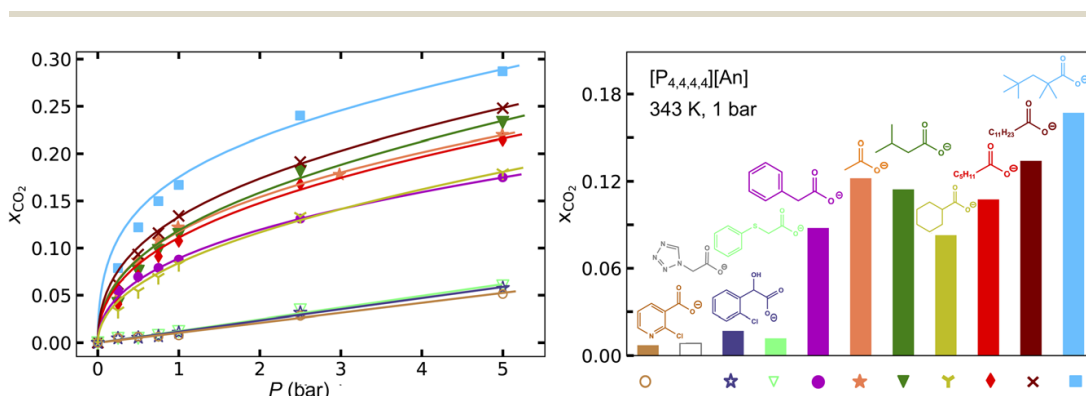 0.30
0.25
0.20
0.15
0.10
0.05
0.00
xCO2
0 1 2 3 4 5
P (bar)
[P4,4,4,4][An]
343 K, 1 bar
0.18
0.12
0.06
0.00
xCO2
N Cl O O ⊖
N N N N O O ⊖
OH O O ⊖ Cl
S O O ⊖
O O ⊖
O O ⊖
O O ⊖
O O ⊖
C5H11 O O ⊖
C11H23 O O ⊖
O O ⊖